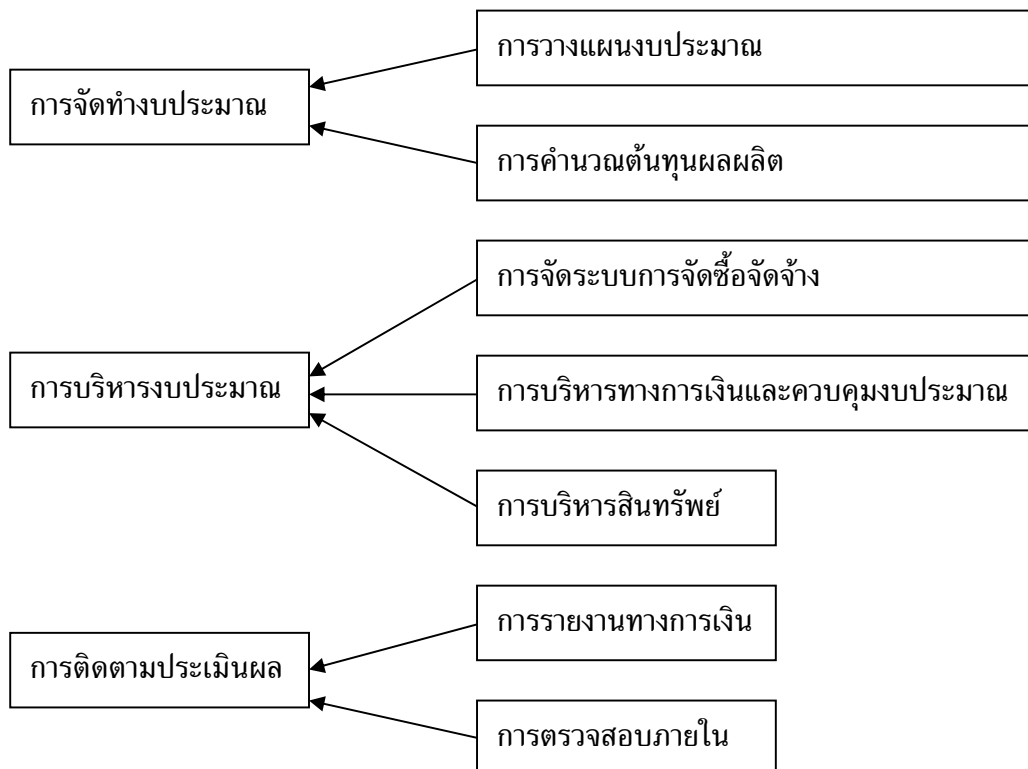 การวางแผนงบประมาณ
การจัดทำงบประมาณ
การคำนวณต้นทุนผลผลิต
การจัดระบบการจัดซื้อจัดจ้าง
การบริหารงบประมาณ
การบริหารทางการเงินและควบคุมงบประมาณ
การบริหารสินทรัพย์
การรายงานทางการเงิน
การติดตามประเมินผล
การตรวจสอบภายใน